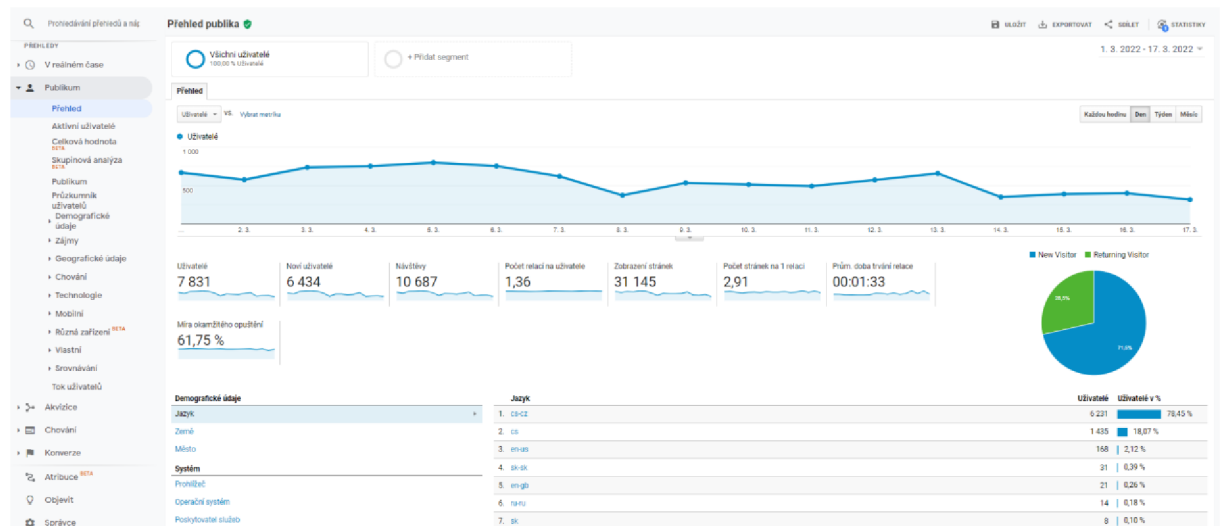 Prohledávání přehledů a náp
Přehled publika
ULOŽIT
EXPORTOVAT
SDÍLET
STATISTIKY
PŘEHLEDY
V reálném čase
Publikum
Přehled
Aktivní uživatelé
Celková hodnota
BETA
Skupinová analýza
BETA
Publikum
Průzkumník
uživatelů
Demografické
údaje
Zájmy
Geografické údaje
Chování
Technologie
Mobilní
Různá zařízení BETA
Vlastní
Srovnávání
Tok uživatelů
Akvizice
Chování
Konverze
Atribuce BETA
Objevit
Správce
Všichni uživatelé
100,00 % Uživatelé
+ Přidat segment
1. 3. 2022 - 17. 3. 2022
Přehled
Uživatelé VS. Vybrat metriku
Každou hodinu Den Týden Měsíc
Uživatelé
1 000
500
... 2. 3. 3. 3. 4. 3. 5. 3. 6. 3. 7. 3. 8. 3. 9. 3. 10. 3. 11. 3. 12. 3. 13. 3. 14. 3. 15. 3. 16. 3. 17. 3.
Uživatelé
7 831
Noví uživatelé
6 434
Návštěvy
10 687
Počet relací na uživatele
1,36
Zobrazení stránek
31 145
Počet stránek na 1 relaci
2,91
Prům. doba trvání relace
00:01:33
Míra okamžitého opuštění
61,75 %
New Visitor Returning Visitor
Demografické údaje
Jazyk
Země
Město
Systém
Prohlížeč
Operační systém
Poskytovatel služeb
Jazyk Uživatelé Uživatelé v %
1. cs-cz 6 231 78,45 %
2. cs 1 435 18,07 %
3. en-us 168 2,12 %
4. sk-sk 31 0,39 %
5. en-gb 21 0,26 %
6. ru-ru 14 0,18 %
7. sk 8 0,10 %